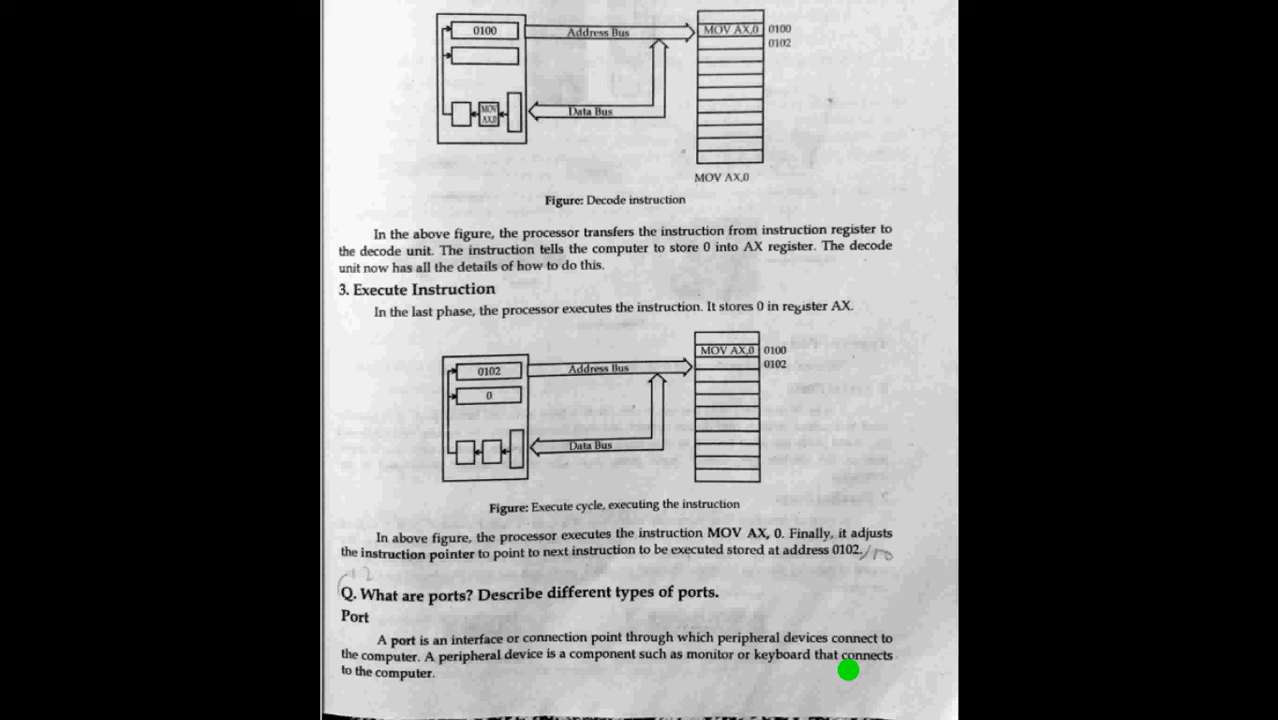 0100
Address Bus
MOV AX,0 0100
0102
MOV
AX,0
Data Bus
MOV AX,0
Figure: Decode instruction
In the above figure, the processor transfers the instruction from instruction register to
the decode unit. The instruction tells the computer to store 0 into AX register. The decode
unit now has all the details of how to do this.
3. Execute Instruction
In the last phase, the processor executes the instruction. It stores 0 in register AX.
MOV AX,0 0100
0102
Address Bus
0102
0
Data Bus
Figure: Execute cycle, executing the instruction
In above figure, the processor executes the instruction MOV AX, 0. Finally, it adjusts
the instruction pointer to point to next instruction to be executed stored at address 0102.
Q. What are ports? Describe different types of ports.
Port
A port is an interface or connection point through which peripheral devices connect to
the computer. A peripheral device is a component such as monitor or keyboard that connects
to the computer.